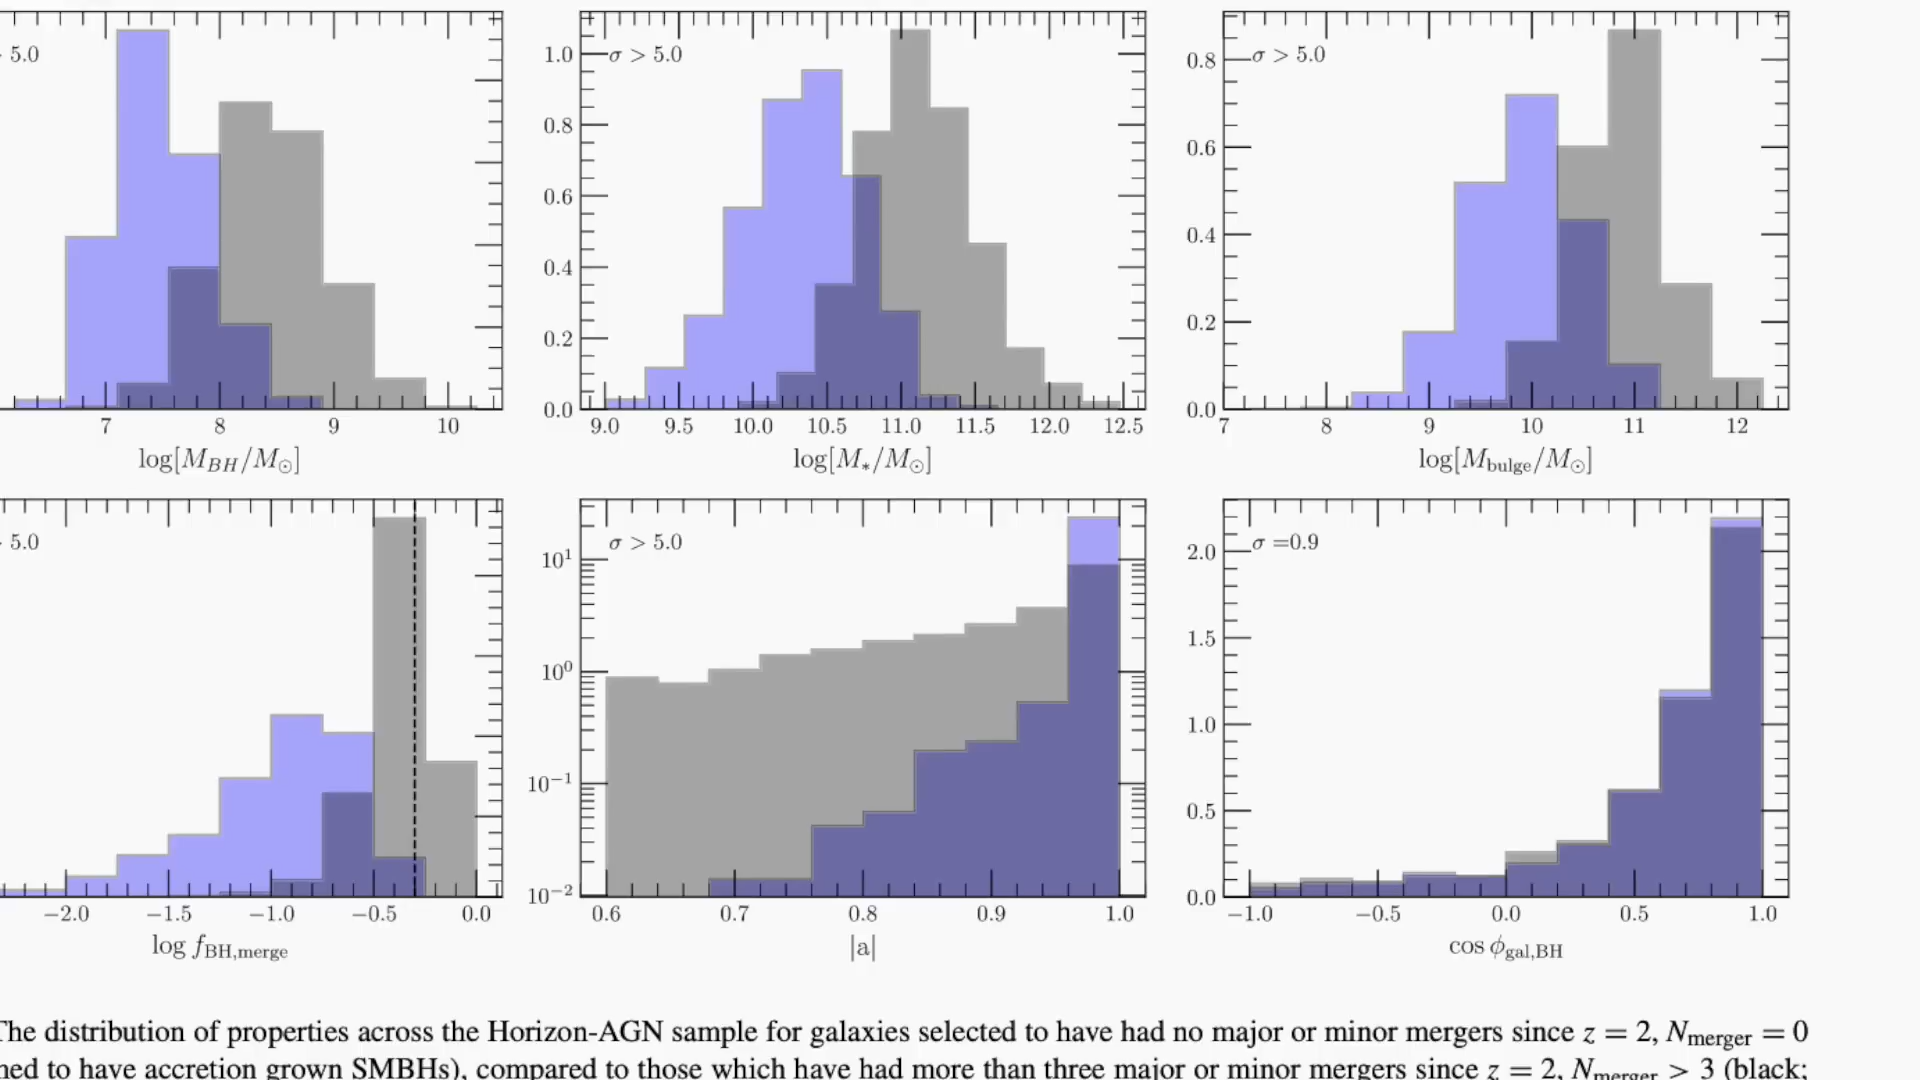 > 5.0
σ > 5.0
σ > 5.0
1.0
0.8
0.6
0.4
0.2
0.0
0.8
0.6
0.4
0.2
0.0
7 8 9 10
9.0 9.5 10.0 10.5 11.0 11.5 12.0 12.5
7 8 9 10 11 12
log[M_BH/M_⊙]
log[M_*/M_⊙]
log[M_bulge/M_⊙]
> 5.0
σ > 5.0
σ =0.9
10¹
10⁰
10⁻¹
10⁻²
2.0
1.5
1.0
0.5
0.0
−2.0 −1.5 −1.0 −0.5 0.0
0.6 0.7 0.8 0.9 1.0
−1.0 −0.5 0.0 0.5 1.0
log f_BH,merge
|a|
cos ϕ_gal,BH
The distribution of properties across the Horizon-AGN sample for galaxies selected to have had no major or minor mergers since z = 2, N_merger = 0
ned to have accretion grown SMBHs), compared to those which have had more than three major or minor mergers since z = 2, N_merger > 3 (black;